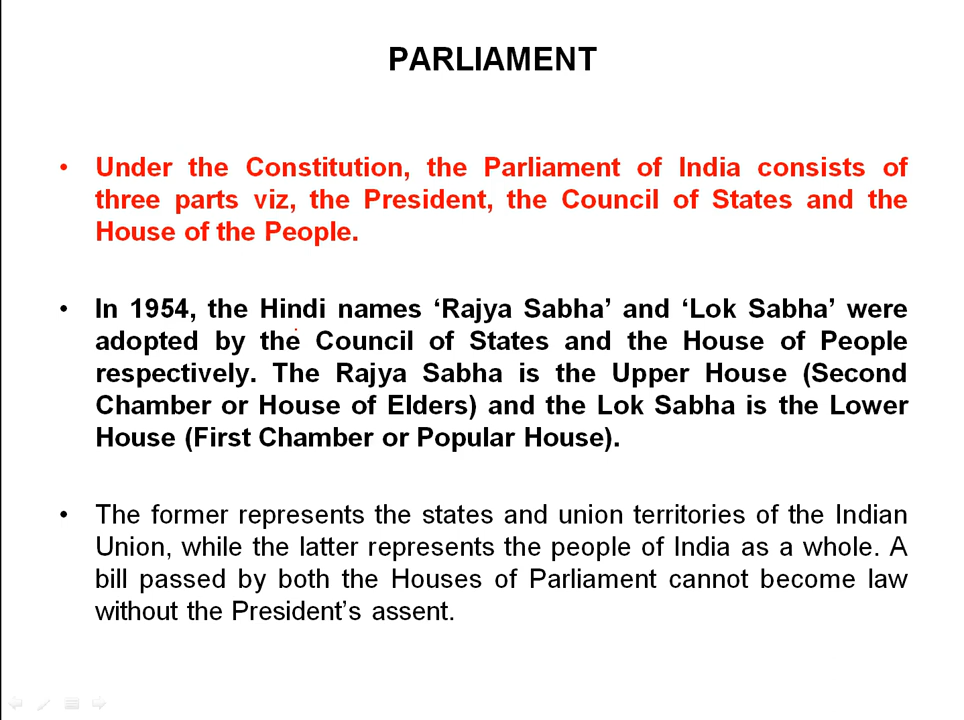 PARLIAMENT
• Under the Constitution, the Parliament of India consists of
three parts viz, the President, the Council of States and the
House of the People.
• In 1954, the Hindi names ‘Rajya Sabha’ and ‘Lok Sabha’ were
adopted by the Council of States and the House of People
respectively. The Rajya Sabha is the Upper House (Second
Chamber or House of Elders) and the Lok Sabha is the Lower
House (First Chamber or Popular House).
• The former represents the states and union territories of the Indian
Union, while the latter represents the people of India as a whole. A
bill passed by both the Houses of Parliament cannot become law
without the President’s assent.